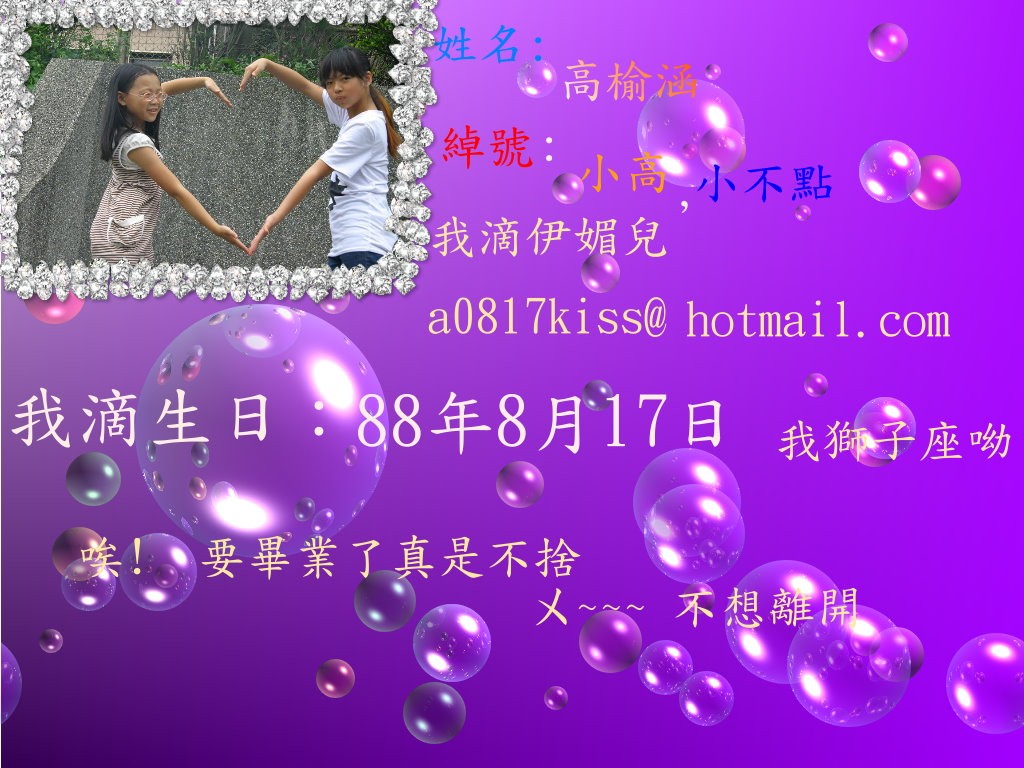 姓名：
高榆涵
綽號：
小高，小不點
我滴伊媚兒
a0817kiss@ hotmail.com
我滴生日：88年8月17日
我獅子座呦
唉！ 要畢業了真是不捨
ㄨ~~~ 不想離開